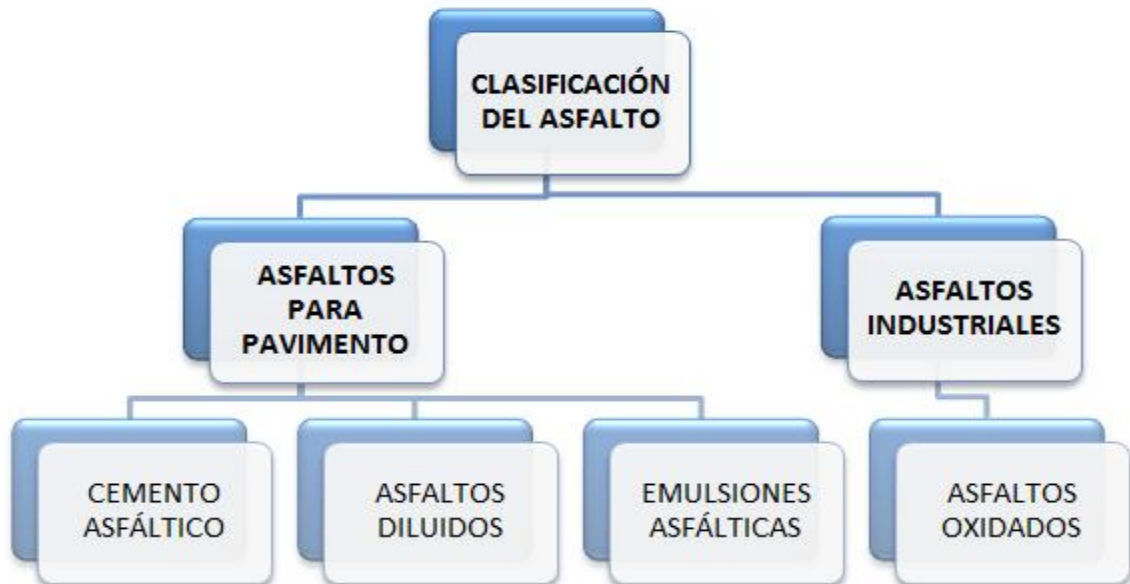 CLASIFICACIÓN
DEL ASFALTO
ASFALTOS
PARA
PAVIMENTO
ASFALTOS
INDUSTRIALES
CEMENTO
ASFÁLTICO
ASFALTOS
DILUIDOS
EMULSIONES
ASFÁLTICAS
ASFALTOS
OXIDADOS